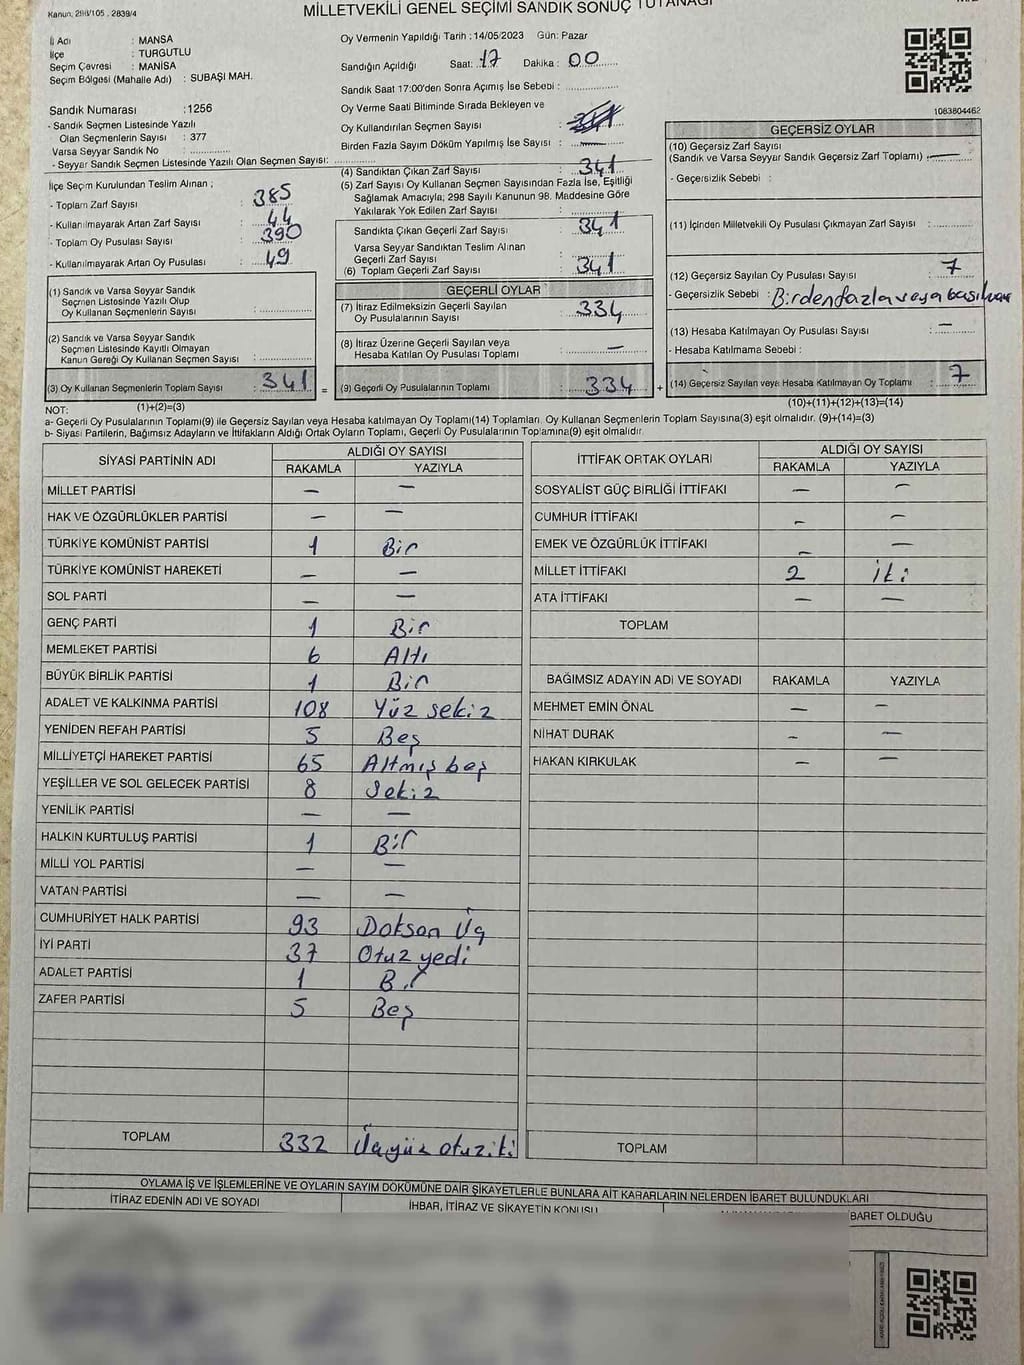 Kanun, 298/105 , 2839/4
MİLLETVEKİLİ GENEL SEÇİMİ SANDIK SONUÇ TUTANAĞI
İl Adı : MANSA
İlçe : TURGUTLU
Seçim Çevresi : MANİSA
Seçim Bölgesi (Mahalle Adı) : SUBAŞI MAH.
Sandık Numarası : 1256
- Sandık Seçmen Listesinde Yazılı
Olan Seçmenlerin Sayısı : 377
Varsa Seyyar Sandık No :
- Seyyar Sandık Seçmen Listesinde Yazılı Olan Seçmen Sayısı:
Oy Vermenin Yapıldığı Tarih : 14/05/2023 Gün: Pazar
Sandığın Açıldığı Saat: 17 Dakika : 00
Sandık Saat 17:00'den Sonra Açımış İse Sebebi :
Oy Verme Saati Bitiminde Sırada Bekleyen ve
Oy Kullandırılan Seçmen Sayısı :
Birden Fazla Sayım Döküm Yapılmış İse Sayısı : —
1083804462
İlçe Seçim Kurulundan Teslim Alınan ;
- Toplam Zarf Sayısı : 385
- Kullanılmayarak Artan Zarf Sayısı : 44
- Toplam Oy Pusulası Sayısı : 390
- Kullanılmayarak Artan Oy Pusulası : 49
(4) Sandıktan Çıkan Zarf Sayısı : 341
(5) Zarf Sayısı Oy Kullanan Seçmen Sayısından Fazla İse, Eşitliği
Sağlamak Amacıyla; 298 Sayılı Kanunun 98. Maddesine Göre
Yakılarak Yok Edilen Zarf Sayısı :
Sandıkta Çıkan Geçerli Zarf Sayısı : 341
Varsa Seyyar Sandıktan Teslim Alınan
Geçerli Zarf Sayısı :
(6) Toplam Geçerli Zarf Sayısı : 341
GEÇERSİZ OYLAR
(10) Geçersiz Zarf Sayısı
(Sandık ve Varsa Seyyar Sandık Geçersiz Zarf Toplamı) : —
- Geçersizlik Sebebi :
(11) İçinden Milletvekili Oy Pusulası Çıkmayan Zarf Sayısı :
(12) Geçersiz Sayılan Oy Pusulası Sayısı : 7
- Geçersizlik Sebebi : Birden fazla veya
(13) Hesaba Katılmayan Oy Pusulası Sayısı : —
- Hesaba Katılmama Sebebi :
(14) Geçersiz Sayılan veya Hesaba Katılmayan Oy Toplamı : 7
(10)+(11)+(12)+(13)=(14)
(1) Sandık ve Varsa Seyyar Sandık
Seçmen Listesinde Yazılı Olup
Oy Kullanan Seçmenlerin Sayısı :
(2) Sandık ve Varsa Seyyar Sandık
Seçmen Listesinde Kayıtlı Olmayan
Kanun Gereği Oy Kullanan Seçmen Sayısı :
(3) Oy Kullanan Seçmenlerin Toplam Sayısı : 341 =
(1)+(2)=(3)
GEÇERLİ OYLAR
(7) İtiraz Edilmeksizin Geçerli Sayılan
Oy Pusulalarının Sayısı : 334
(8) İtiraz Üzerine Geçerli Sayılan veya
Hesaba Katılan Oy Pusulası Toplamı : —
(9) Geçerli Oy Pusulalarının Toplamı : 334 +
NOT:
a- Geçerli Oy Pusulalarının Toplamı(9) ile Geçersiz Sayılan veya Hesaba katılmayan Oy Toplamı(14) Toplamları. Oy Kullanan Seçmenlerin Toplam Sayısına(3) eşit olmalıdır. (9)+(14)=(3)
b- Siyasi Partilerin, Bağımsız Adayların ve İttifakların Aldığı Ortak Oyların Toplamı, Geçerli Oy Pusulalarının Toplamına(9) eşit olmalıdır.
SİYASİ PARTİNİN ADI ALDIĞI OY SAYISI
RAKAMLA YAZIYLA
MİLLET PARTİSİ — —
HAK VE ÖZGÜRLÜKLER PARTİSİ — —
TÜRKİYE KOMÜNİST PARTİSİ 1 Bir
TÜRKİYE KOMÜNİST HAREKETİ — —
SOL PARTİ — —
GENÇ PARTİ 1 Bir
MEMLEKET PARTİSİ 6 Altı
BÜYÜK BİRLİK PARTİSİ 1 Bir
ADALET VE KALKINMA PARTİSİ 108 Yüz sekiz
YENİDEN REFAH PARTİSİ 5 Beş
MİLLİYETÇİ HAREKET PARTİSİ 65 Altmış beş
YEŞİLLER VE SOL GELECEK PARTİSİ 8 Sekiz
YENİLİK PARTİSİ — —
HALKIN KURTULUŞ PARTİSİ 1 Bir
MİLLİ YOL PARTİSİ — —
VATAN PARTİSİ — —
CUMHURİYET HALK PARTİSİ 93 Doksan Üç
İYİ PARTİ 37 Otuz yedi
ADALET PARTİSİ 1 Bir
ZAFER PARTİSİ 5 Beş
TOPLAM 332 Üçyüz otuziki
İTTİFAK ORTAK OYLARI ALDIĞI OY SAYISI
RAKAMLA YAZIYLA
SOSYALİST GÜÇ BİRLİĞİ İTTİFAKI — —
CUMHUR İTTİFAKI — —
EMEK VE ÖZGÜRLÜK İTTİFAKI — —
MİLLET İTTİFAKI 2 İki
ATA İTTİFAKI — —
TOPLAM
BAĞIMSIZ ADAYIN ADI VE SOYADI RAKAMLA YAZIYLA
MEHMET EMİN ÖNAL — —
NİHAT DURAK — —
HAKAN KIRKULAK — —
TOPLAM
OYLAMA İŞ VE İŞLEMLERİNE VE OYLARIN SAYIM DÖKÜMÜNE DAİR ŞİKAYETLERLE BUNLARA AİT KARARLARIN NELERDEN İBARET BULUNDUKLARI
İTİRAZ EDENİN ADI VE SOYADI İHBAR, İTİRAZ VE ŞİKAYETİN KONUSU BARET OLDUĞU